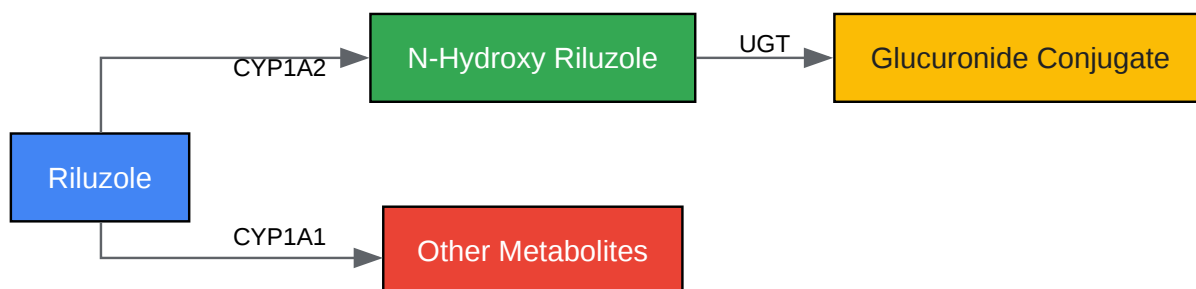 N-Hydroxy Riluzole
UGT
Glucuronide Conjugate
CYP1A2
Riluzole
CYP1A1
Other Metabolites